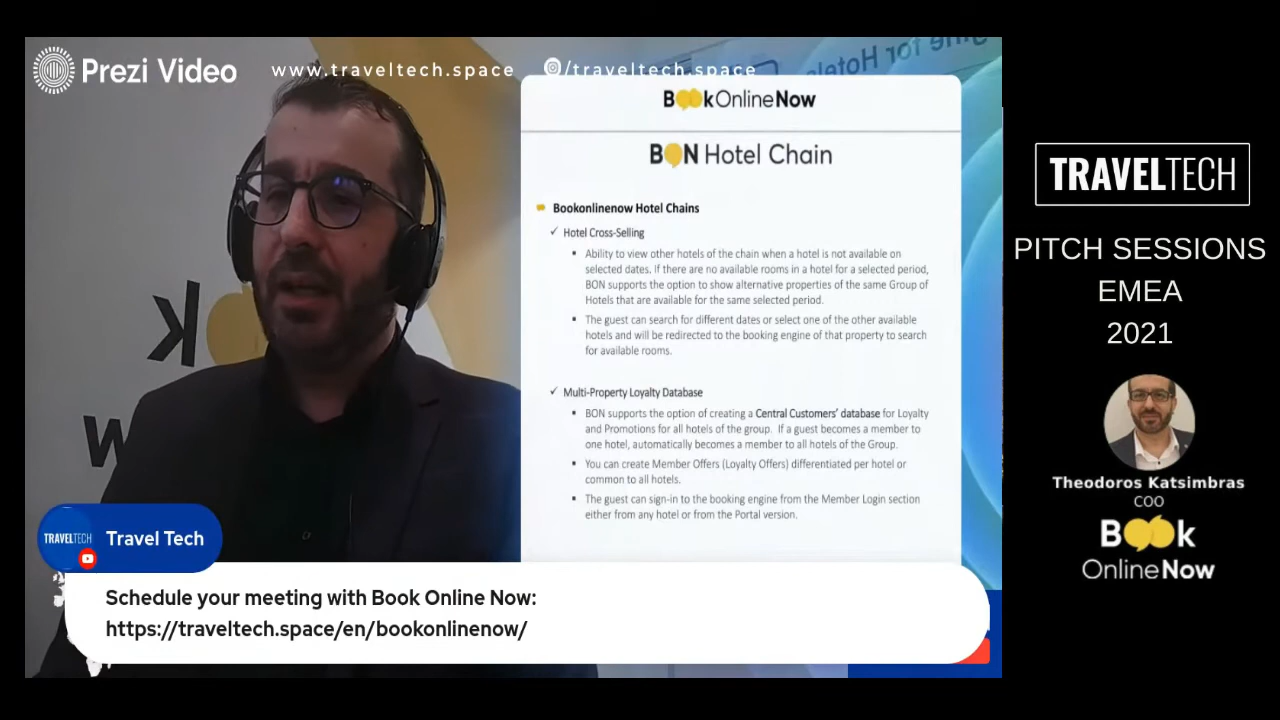 Prezi Video
www.traveltech.space
/traveltech.space
BookOnlineNow
BON Hotel Chain
Bookonlinenow Hotel Chains
✓ Hotel Cross-Selling
▪ Ability to view other hotels of the chain when a hotel is not available on
selected dates. If there are no available rooms in a hotel for a selected period,
BON supports the option to show alternative properties of the same Group of
Hotels that are available for the same selected period.
▪ The guest can search for different dates or select one of the other available
hotels and will be redirected to the booking engine of that property to search
for available rooms.
✓ Multi-Property Loyalty Database
▪ BON supports the option of creating a Central Customers' database for Loyalty
and Promotions for all hotels of the group. If a guest becomes a member to
one hotel, automatically becomes a member to all hotels of the Group.
▪ You can create Member Offers (Loyalty Offers) differentiated per hotel or
common to all hotels.
▪ The guest can sign-in to the booking engine from the Member Login section
either from any hotel or from the Portal version.
TRAVELTECH
Travel Tech
Schedule your meeting with Book Online Now:
https://traveltech.space/en/bookonlinenow/
TRAVELTECH
PITCH SESSIONS
EMEA
2021
Theodoros Katsimbras
COO
Book
OnlineNow